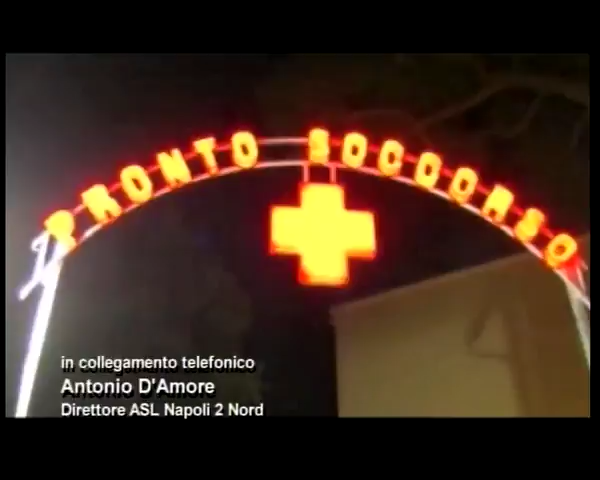 PRONTO SOCCORSO
in collegamento telefonico
Antonio D'Amore
Direttore ASL Napoli 2 Nord